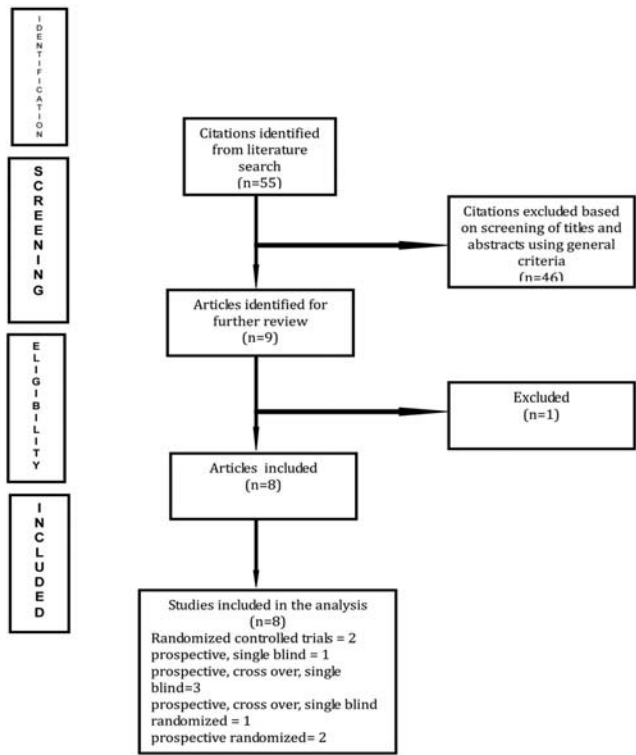 IDENTIFICATION
Citations identified
from literature
search
(n=55)
SCREENING
Citations excluded based
on screening of titles and
abstracts using general
criteria
(n=46)
Articles identified for
further review
(n=9)
ELIGIBILITY
Excluded
(n=1)
Articles included
(n=8)
INCLUDED
Studies included in the analysis
(n=8)
Randomized controlled trials = 2
prospective, single blind = 1
prospective, cross over, single
blind=3
prospective, cross over, single blind
randomized = 1
prospective randomized= 2